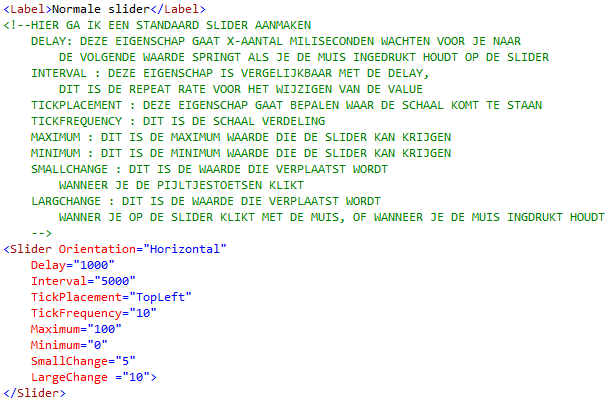 <Label>Normale slider</Label>
<!--HIER GA IK EEN STANDAARD SLIDER AANMAKEN
    DELAY: DEZE EIGENSCHAP GAAT X-AANTAL MILISECONDEN WACHTEN VOOR JE NAAR
        DE VOLGENDE WAARDE SPRINGT ALS JE DE MUIS INGEDRUKT HOUDT OP DE SLIDER
    INTERVAL : DEZE EIGENSCHAP IS VERGELIJKBAAR MET DE DELAY,
        DIT IS DE REPEAT RATE VOOR HET WIJZIGEN VAN DE VALUE
    TICKPLACEMENT : DEZE EIGENSCHAP GAAT BEPALEN WAAR DE SCHAAL KOMT TE STAAN
    TICKFREQUENCY : DIT IS DE SCHAAL VERDELING
    MAXIMUM : DIT IS DE MAXIMUM WAARDE DIE DE SLIDER KAN KRIJGEN
    MINIMUM : DIT IS DE MINIMUM WAARDE DIE DE SLIDER KAN KRIJGEN
    SMALLCHANGE : DIT IS DE WAARDE DIE VERPLAATST WORDT
        WANNEER JE DE PIJLTJESTOETSEN KLIKT
    LARGCHANGE : DIT IS DE WAARDE DIE VERPLAATST WORDT
        WANNER JE OP DE SLIDER KLIKT MET DE MUIS, OF WANNEER JE DE MUIS INGDRUKT HOUDT
    -->
<Slider Orientation="Horizontal"
    Delay="1000"
    Interval="5000"
    TickPlacement="TopLeft"
    TickFrequency="10"
    Maximum="100"
    Minimum="0"
    SmallChange="5"
    LargeChange ="10">
</Slider>